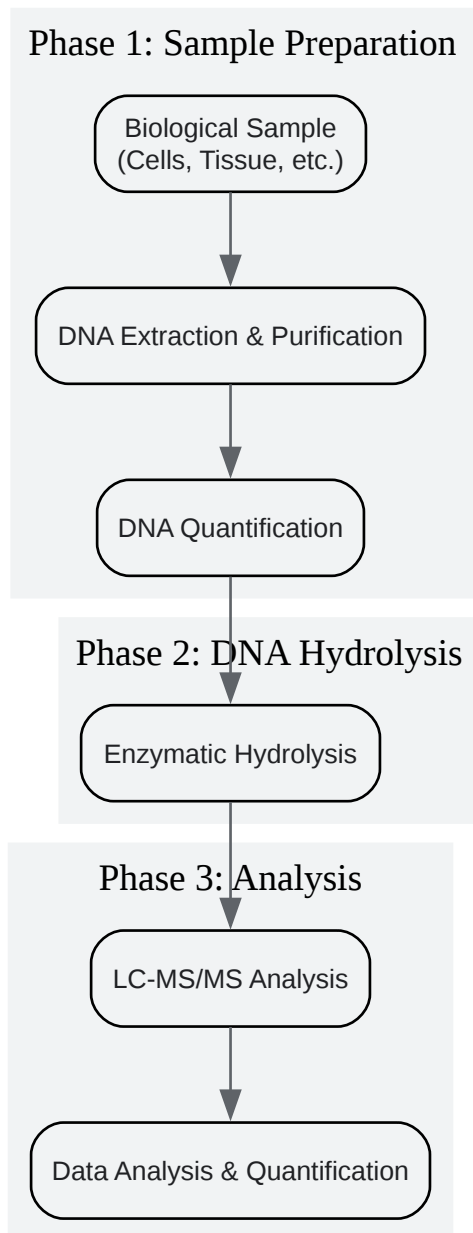 Phase 1: Sample Preparation
Biological Sample
(Cells, Tissue, etc.)
DNA Extraction & Purification
DNA Quantification
Phase 2: DNA Hydrolysis
Enzymatic Hydrolysis
Phase 3: Analysis
LC-MS/MS Analysis
Data Analysis & Quantification